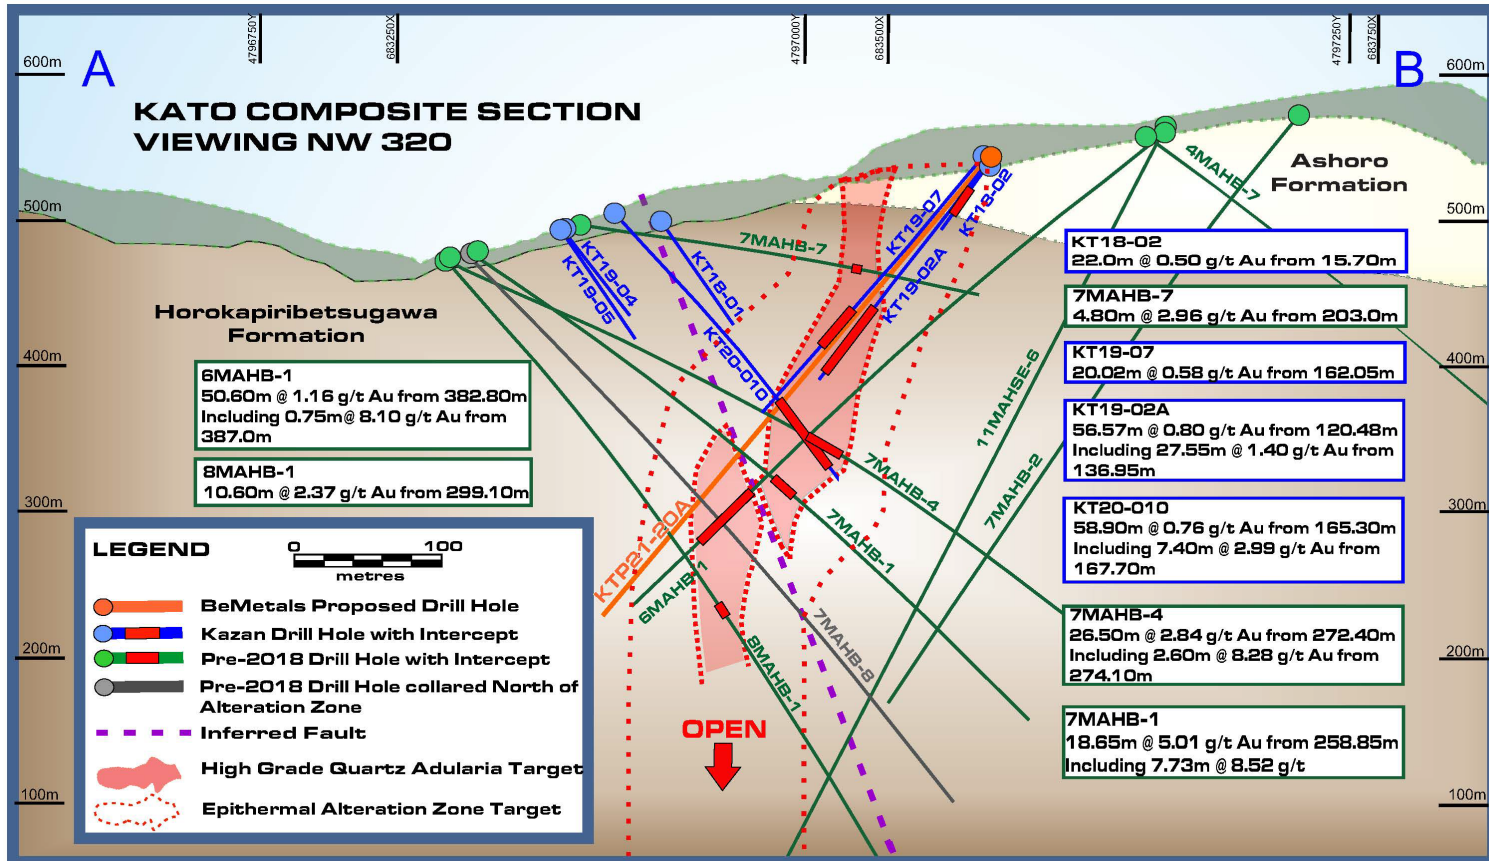 4796750Y
683250X
4797000Y
683500X
4797250Y
683750X
600m
A
B
600m
KATO COMPOSITE SECTION
VIEWING NW 320
Ashoro
Formation
4MAHB-7
500m
500m
KT18-02
KT19-07
KT19-02A
7MAHB-7
KT19-04
KT19-05
KT18-01
KT20-010
Horokapiribetsugawa
Formation
400m
400m
KT18-02
22.0m @ 0.50 g/t Au from 15.70m
7MAHB-7
4.80m @ 2.96 g/t Au from 203.0m
KT19-07
20.02m @ 0.58 g/t Au from 162.05m
KT19-02A
56.57m @ 0.80 g/t Au from 120.48m
Including 27.55m @ 1.40 g/t Au from
136.95m
KT20-010
58.90m @ 0.76 g/t Au from 165.30m
Including 7.40m @ 2.99 g/t Au from
167.70m
7MAHB-4
26.50m @ 2.84 g/t Au from 272.40m
Including 2.60m @ 8.28 g/t Au from
274.10m
7MAHB-1
18.65m @ 5.01 g/t Au from 258.85m
Including 7.73m @ 8.52 g/t
6MAHB-1
50.60m @ 1.16 g/t Au from 382.80m
Including 0.75m@ 8.10 g/t Au from
387.0m
8MAHB-1
10.60m @ 2.37 g/t Au from 299.10m
11MAHSE-6
7MAHB-2
7MAHB-4
7MAHB-1
300m
300m
KTP21-20A
6MAHB-1
8MAHB-1
7MAHB-8
200m
200m
OPEN
100m
100m
LEGEND
0 100
metres
BeMetals Proposed Drill Hole
Kazan Drill Hole with Intercept
Pre-2018 Drill Hole with Intercept
Pre-2018 Drill Hole collared North of
Alteration Zone
Inferred Fault
High Grade Quartz Adularia Target
Epithermal Alteration Zone Target